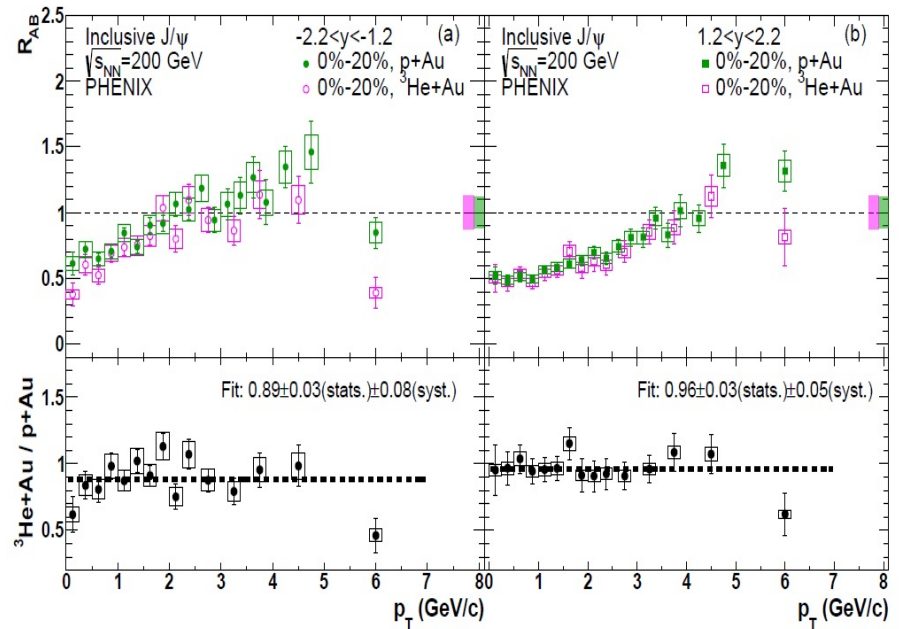 R_AB
2.5
2
1.5
1
0.5
0
Inclusive J/ψ
√s_NN=200 GeV
PHENIX
-2.2<y<-1.2 (a)
0%-20%, p+Au
0%-20%, ³He+Au
Inclusive J/ψ
√s_NN=200 GeV
PHENIX
1.2<y<2.2 (b)
0%-20%, p+Au
0%-20%, ³He+Au
³He+Au / p+Au
1.5
1
0.5
Fit: 0.89±0.03(stats.)±0.08(syst.)
Fit: 0.96±0.03(stats.)±0.05(syst.)
0 1 2 3 4 5 6 7 8
0 1 2 3 4 5 6 7 8
p_T (GeV/c)
p_T (GeV/c)